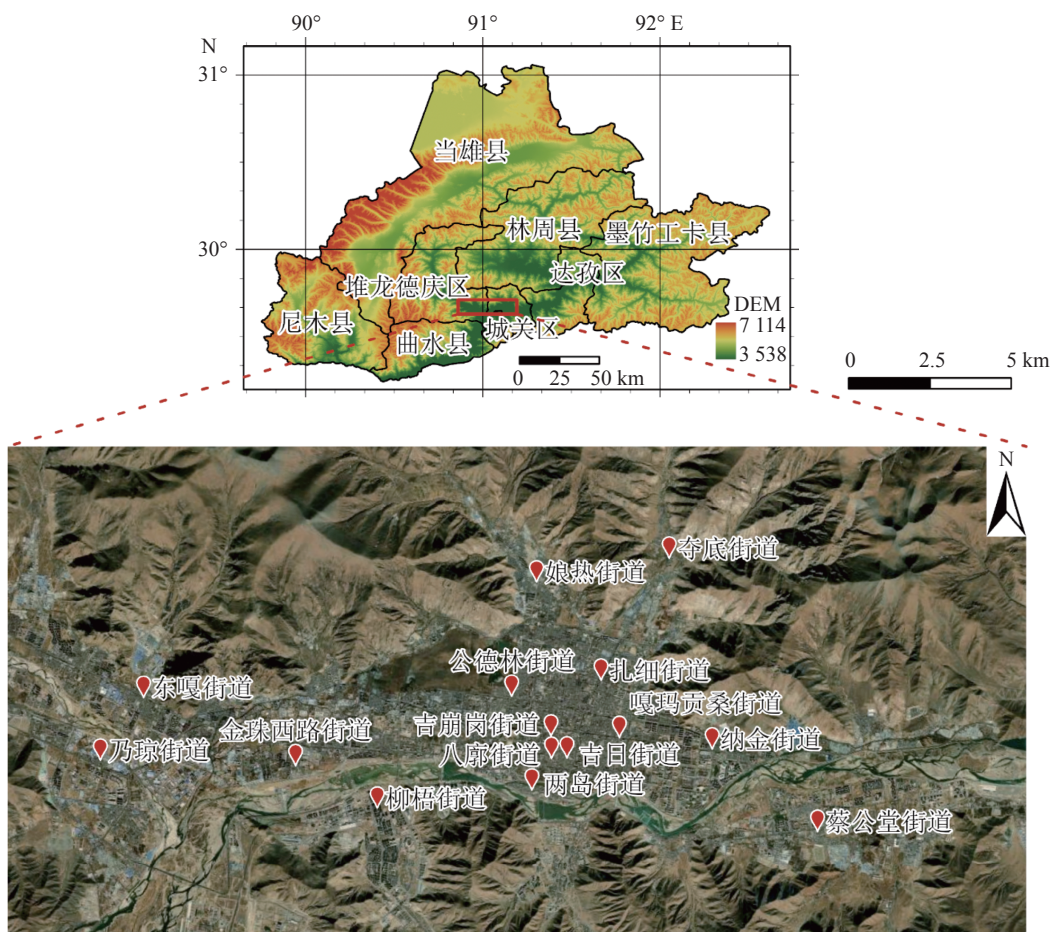 90°
91°
92° E
N
31°
30°
当雄县
林周县
墨竹工卡县
达孜区
堆龙德庆区
尼木县
曲水县
城关区
DEM
7 114
3 538
0 25 50 km
0 2.5 5 km
N
夺底街道
娘热街道
公德林街道
扎细街道
东嘎街道
嘎玛贡桑街道
吉崩岗街道
金珠西路街道
纳金街道
乃琼街道
八廓街道
吉日街道
两岛街道
柳梧街道
蔡公堂街道